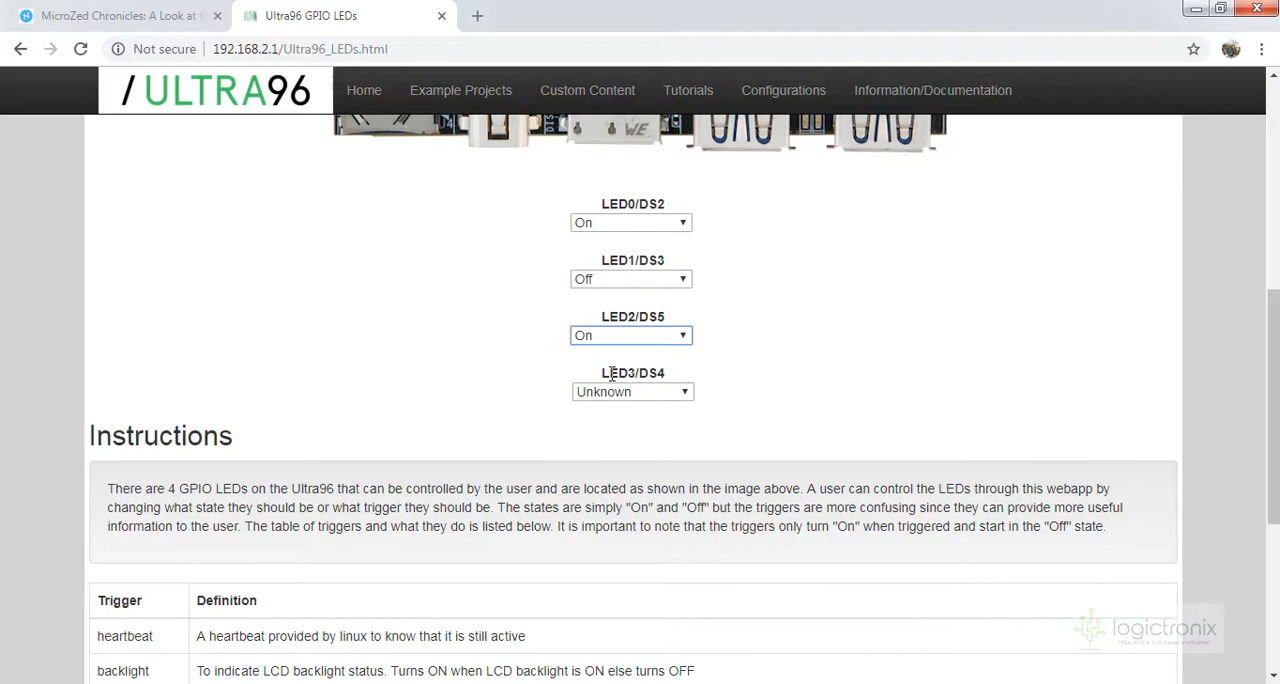 MicroZed Chronicles: A Look at
Ultra96 GPIO LEDs
Not secure | 192.168.2.1/Ultra96_LEDs.html
/ ULTRA96
Home
Example Projects
Custom Content
Tutorials
Configurations
Information/Documentation
J4
WE
LED0/DS2
On
LED1/DS3
Off
LED2/DS5
On
LED3/DS4
Unknown
Instructions
There are 4 GPIO LEDs on the Ultra96 that can be controlled by the user and are located as shown in the image above. A user can control the LEDs through this webapp by
changing what state they should be or what trigger they should be. The states are simply "On" and "Off" but the triggers are more confusing since they can provide more useful
information to the user. The table of triggers and what they do is listed below. It is important to note that the triggers only turn "On" when triggered and start in the "Off" state.
Trigger Definition
heartbeat A heartbeat provided by linux to know that it is still active
backlight To indicate LCD backlight status. Turns ON when LCD backlight is ON else turns OFF
logictronix